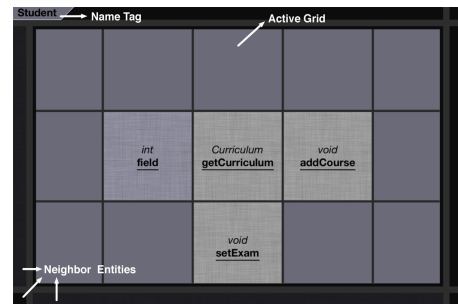 Student
Name Tag
Active Grid
int
field
Curriculum
getCurriculum
void
addCourse
void
setExam
Neighbor Entities